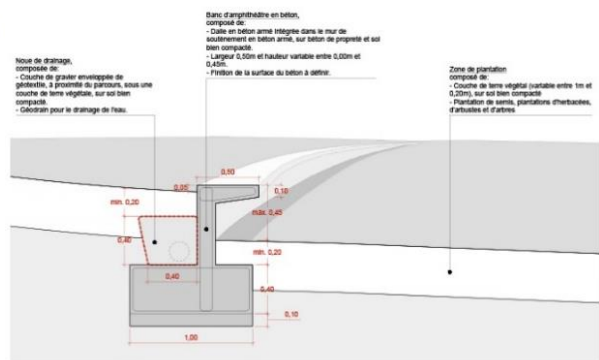 Banc d'amphithéâtre en béton,
composé de:
- Dalle en béton armé intégrée dans le mur de
soutènement en béton armé, sur béton de propreté et sol
bien compacté.
- Largeur 0,50m et hauteur variable entre 0,00m et
0,45m.
- Finition de la surface du béton à définir.
Noue de drainage,
composée de:
- Couche de gravier enveloppée de
géotextile, à proximité du parcours, sous une
couche de terre végétale, sur sol bien
compacté.
- Géodrain pour le drainage de l'eau.
Zone de plantation
composé de:
- Couche de terre végétal (variable entre 1m et
0,20m), sur sol bien compacté
- Plantation de semis, plantations d'herbacées,
d'arbustes et d'arbres
0,50
0,05
0,10
min. 0,20
máx. 0,45
0,40
min. 0,20
0,40
0,40
0,10
1,00